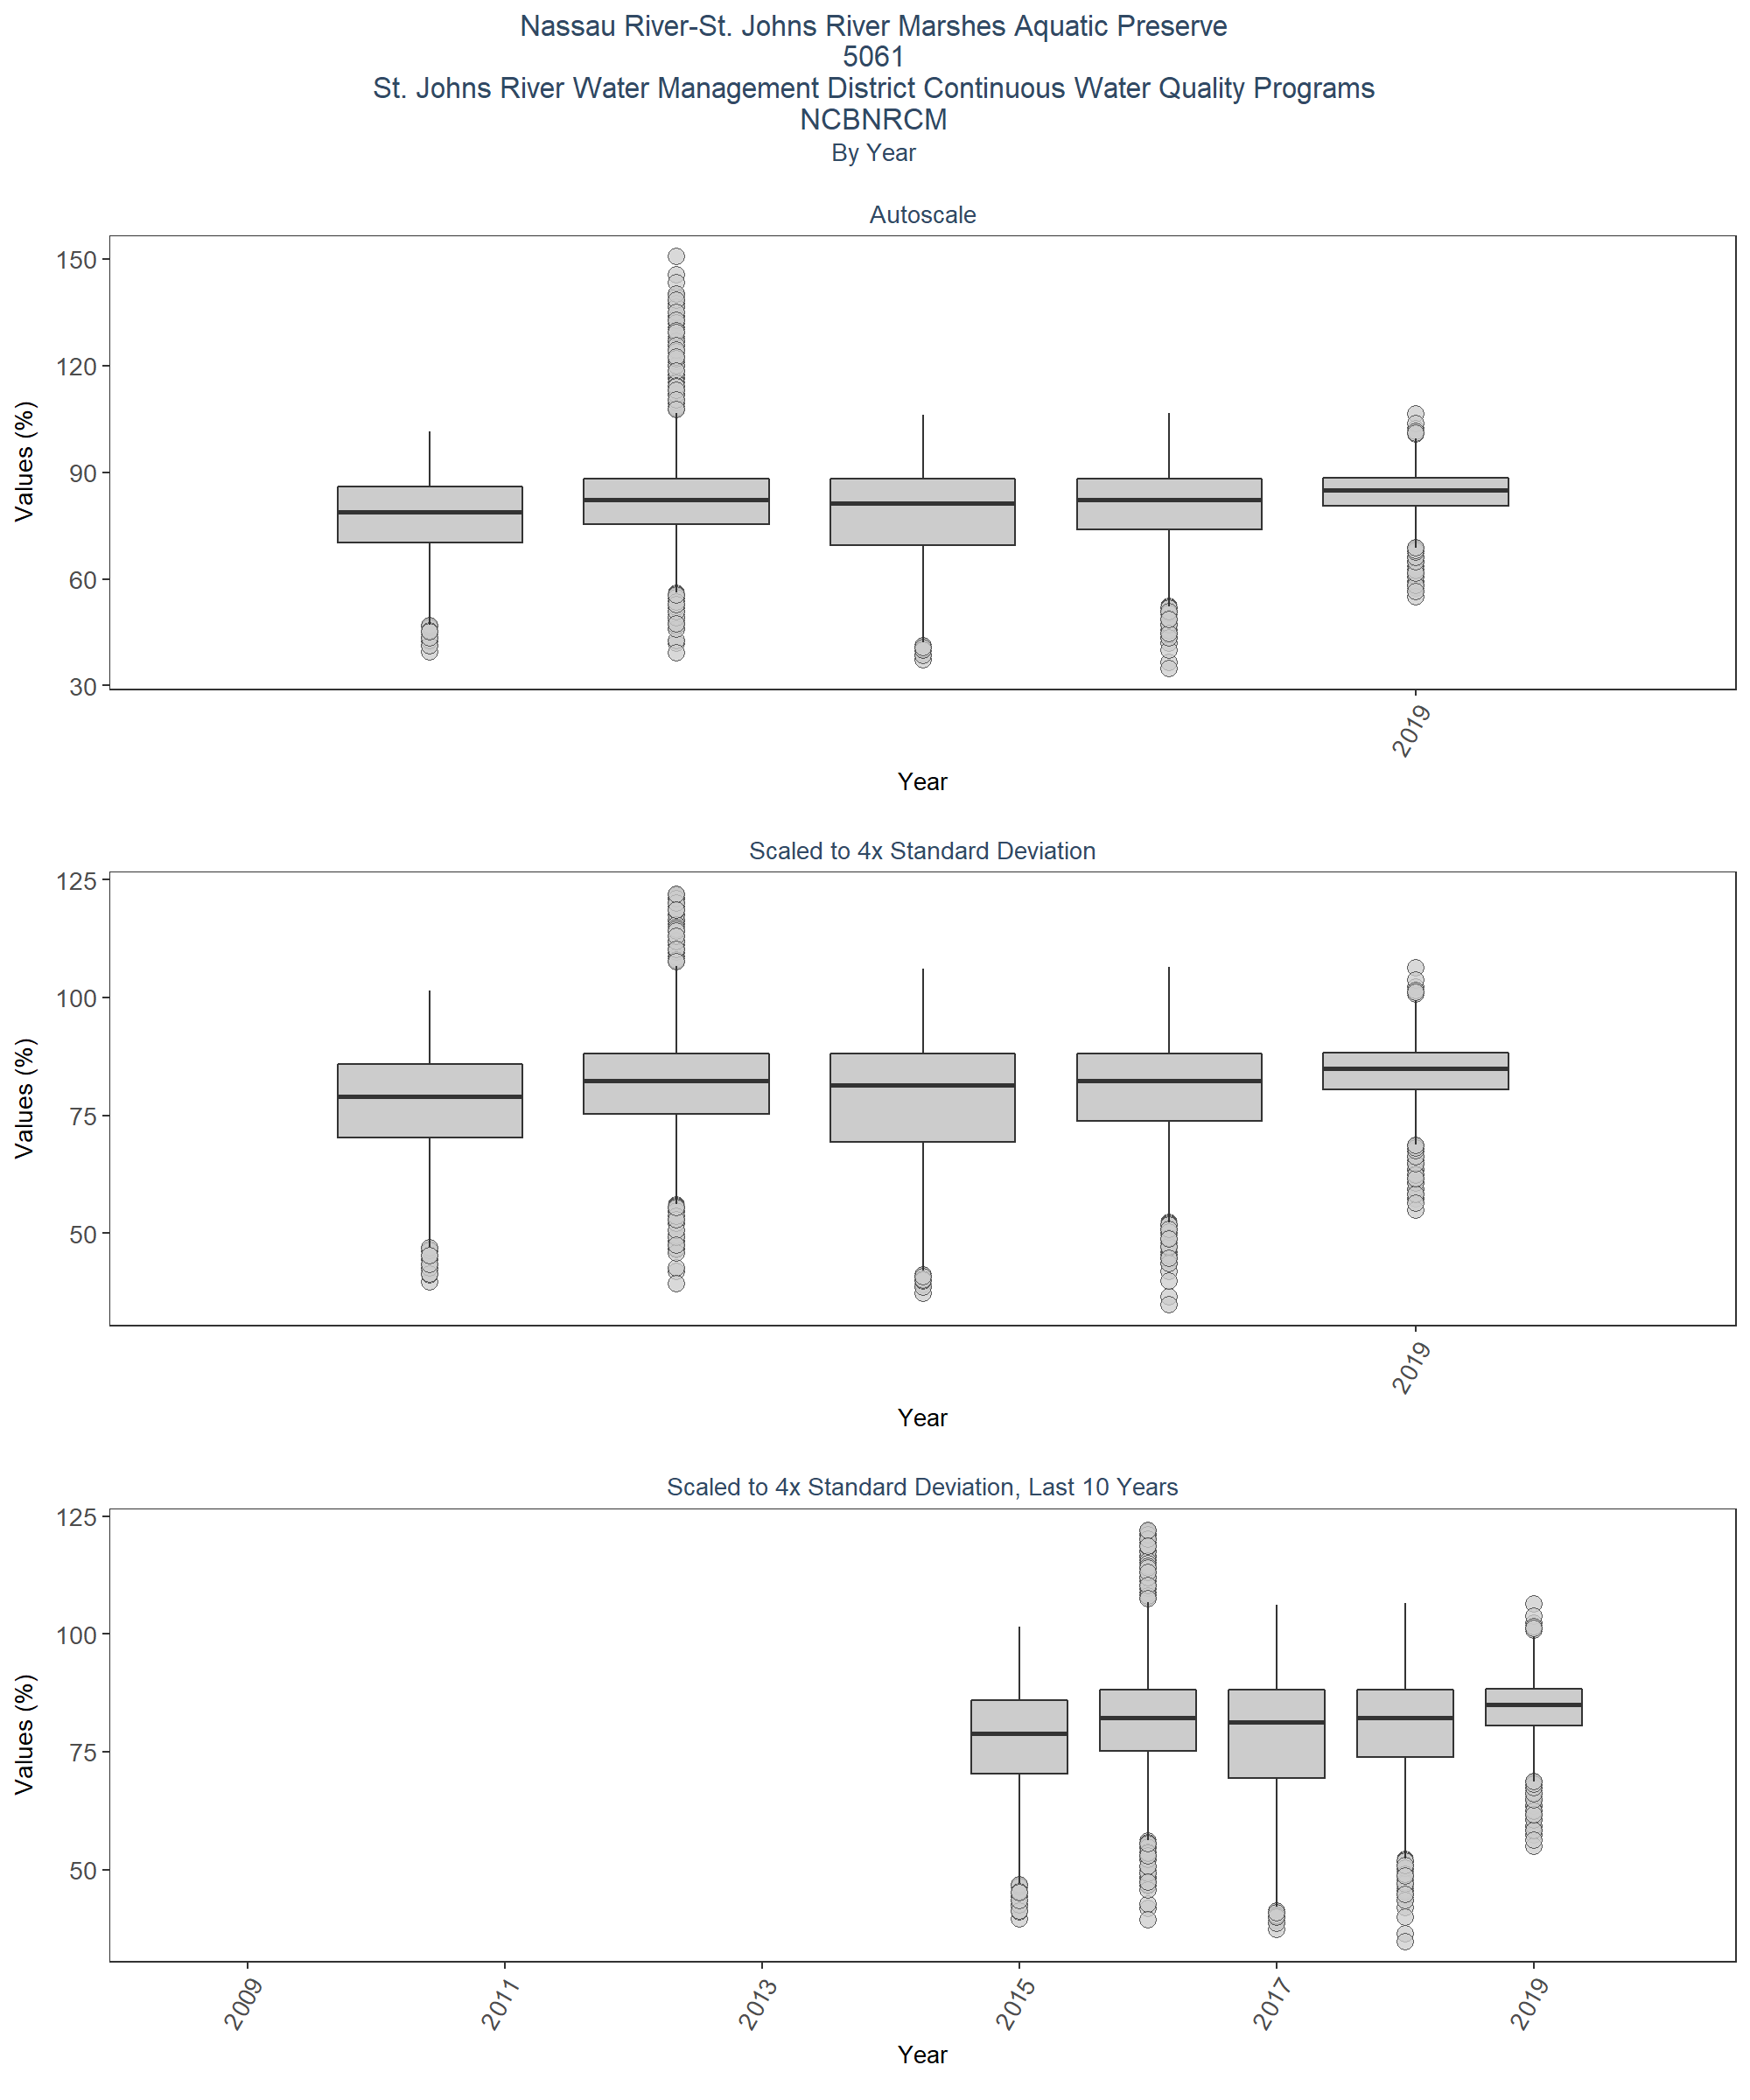 Nassau River-St. Johns River Marshes Aquatic Preserve
5061
St. Johns River Water Management District Continuous Water Quality Programs
NCBNRCM
By Year
Autoscale
Values (%)
150
120
90
60
30
2019
Year
Scaled to 4x Standard Deviation
Values (%)
125
100
75
50
2019
Year
Scaled to 4x Standard Deviation, Last 10 Years
Values (%)
125
100
75
50
2009 2011 2013 2015 2017 2019
Year